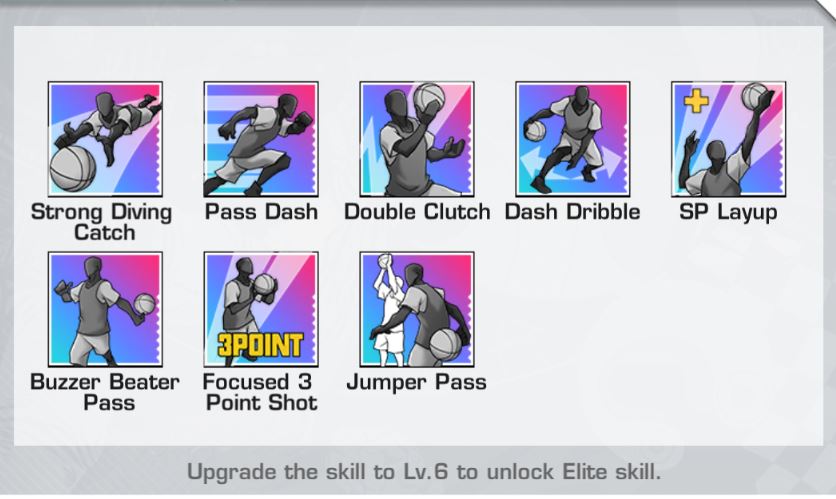 Strong Diving
Catch
Pass Dash
Double Clutch
Dash Dribble
SP Layup
Buzzer Beater
Pass
3POINT
Focused 3
Point Shot
Jumper Pass
Upgrade the skill to Lv.6 to unlock Elite skill.